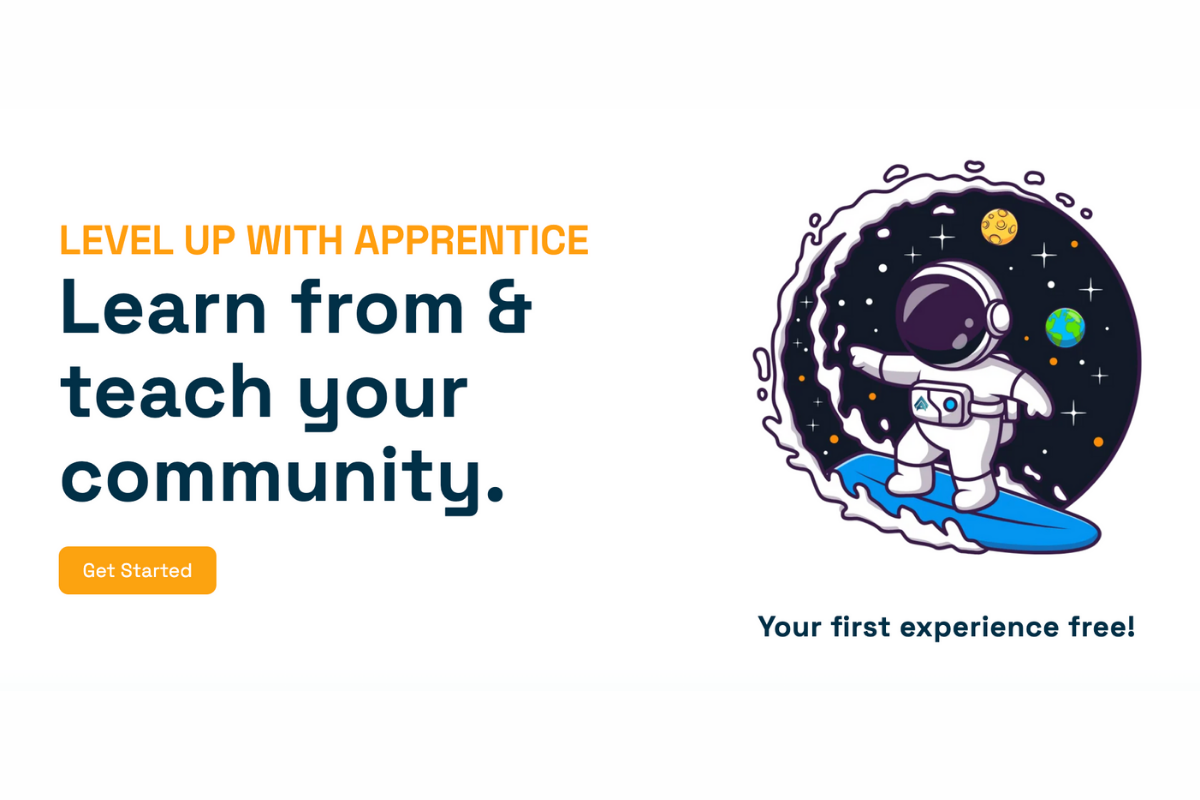 LEVEL UP WITH APPRENTICE
Learn from &
teach your
community.
Get Started
Your first experience free!